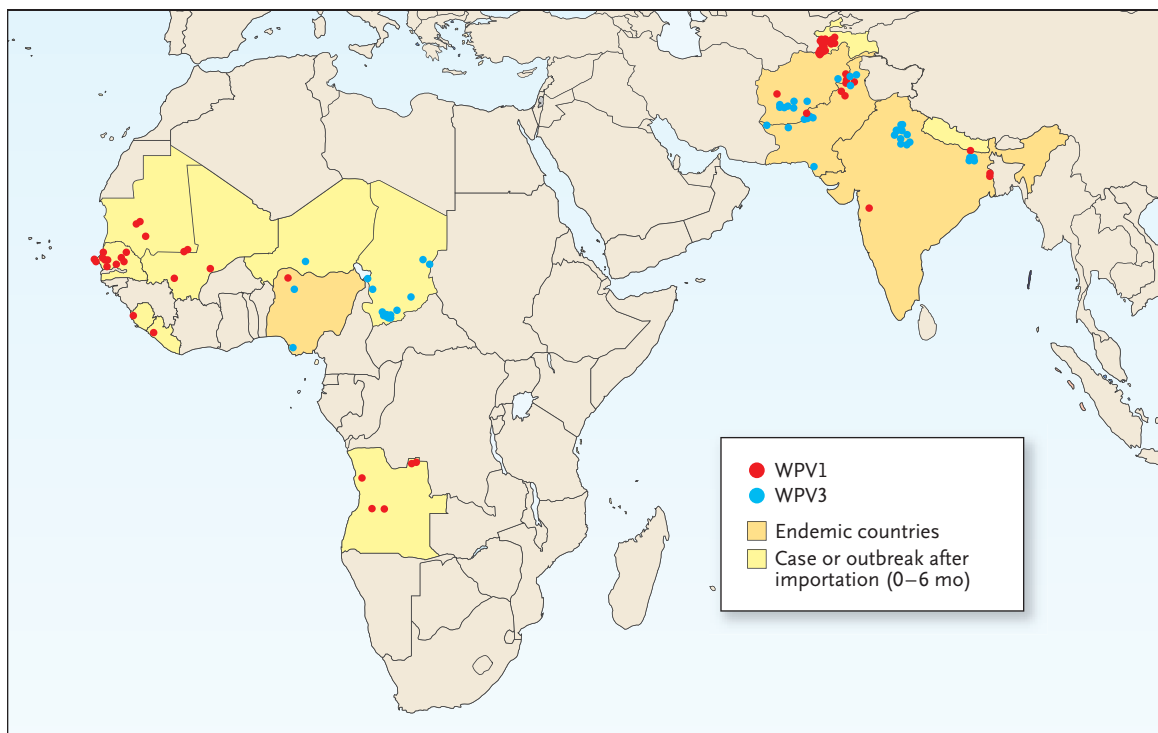 WPV1
WPV3
Endemic countries
Case or outbreak after
importation (0–6 mo)